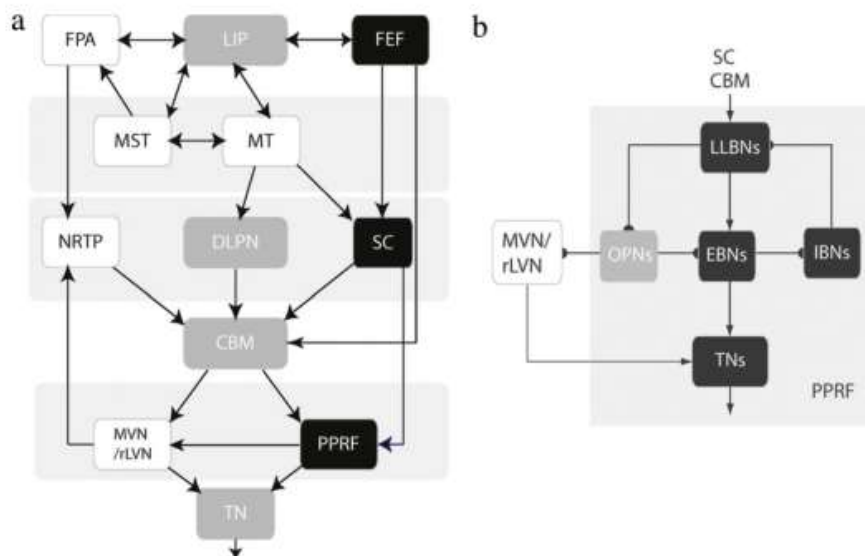 a
FPA
LIP
FEF
MST
MT
NRTP
DLPN
SC
CBM
MVN
/rLVN
PPRF
TN
b
SC
CBM
LLBNs
MVN/
rLVN
OPNs
EBNs
IBNs
TNs
PPRF